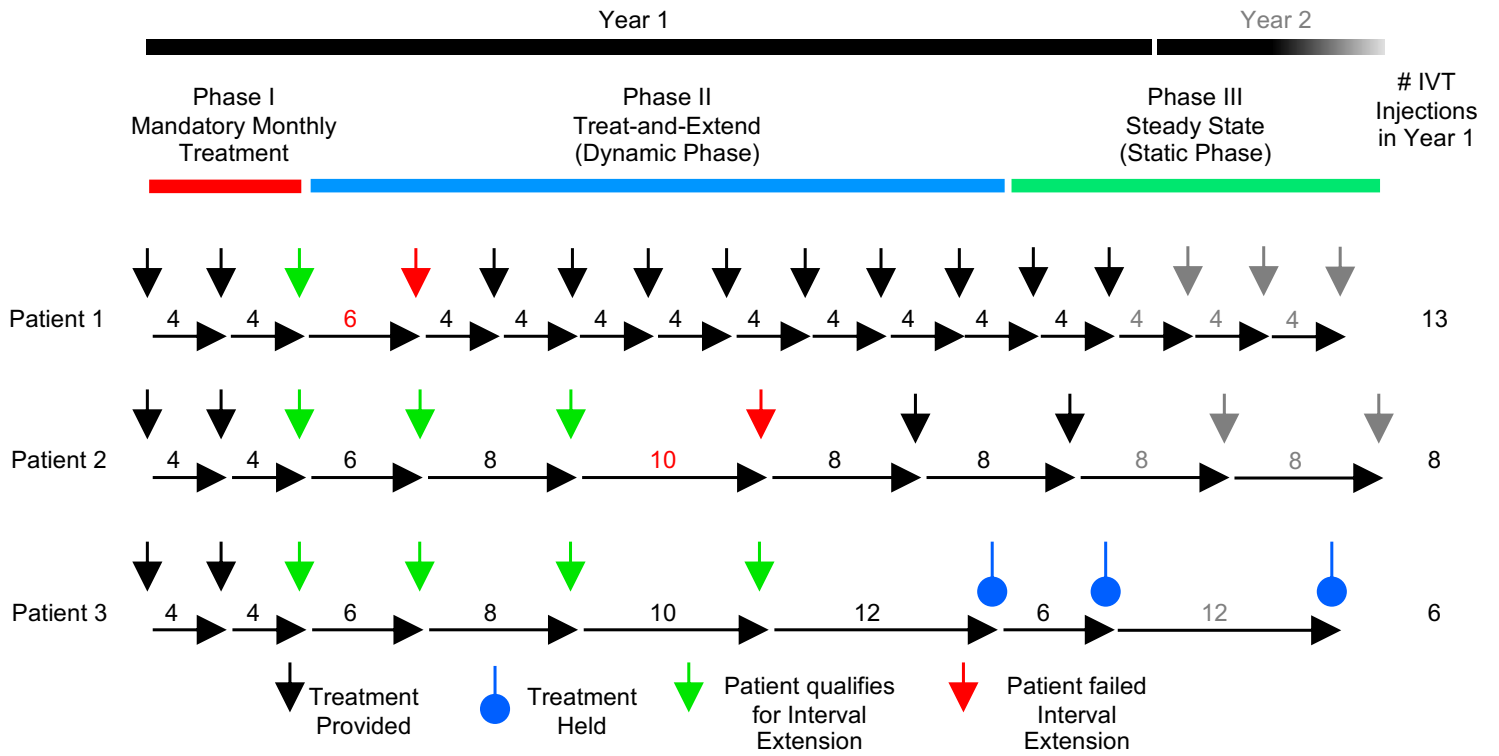 Year 1
Year 2
Phase I
Mandatory Monthly
Treatment
Phase II
Treat-and-Extend
(Dynamic Phase)
Phase III
Steady State
(Static Phase)
# IVT
Injections
in Year 1
Patient 1
4 4 6 4 4 4 4 4 4 4 4 4 4 4 4
13
Patient 2
4 4 6 8 10 8 8 8 8
8
Patient 3
4 4 6 8 10 12 6 12
6
Treatment
Provided
Treatment
Held
Patient qualifies
for Interval
Extension
Patient failed
Interval
Extension